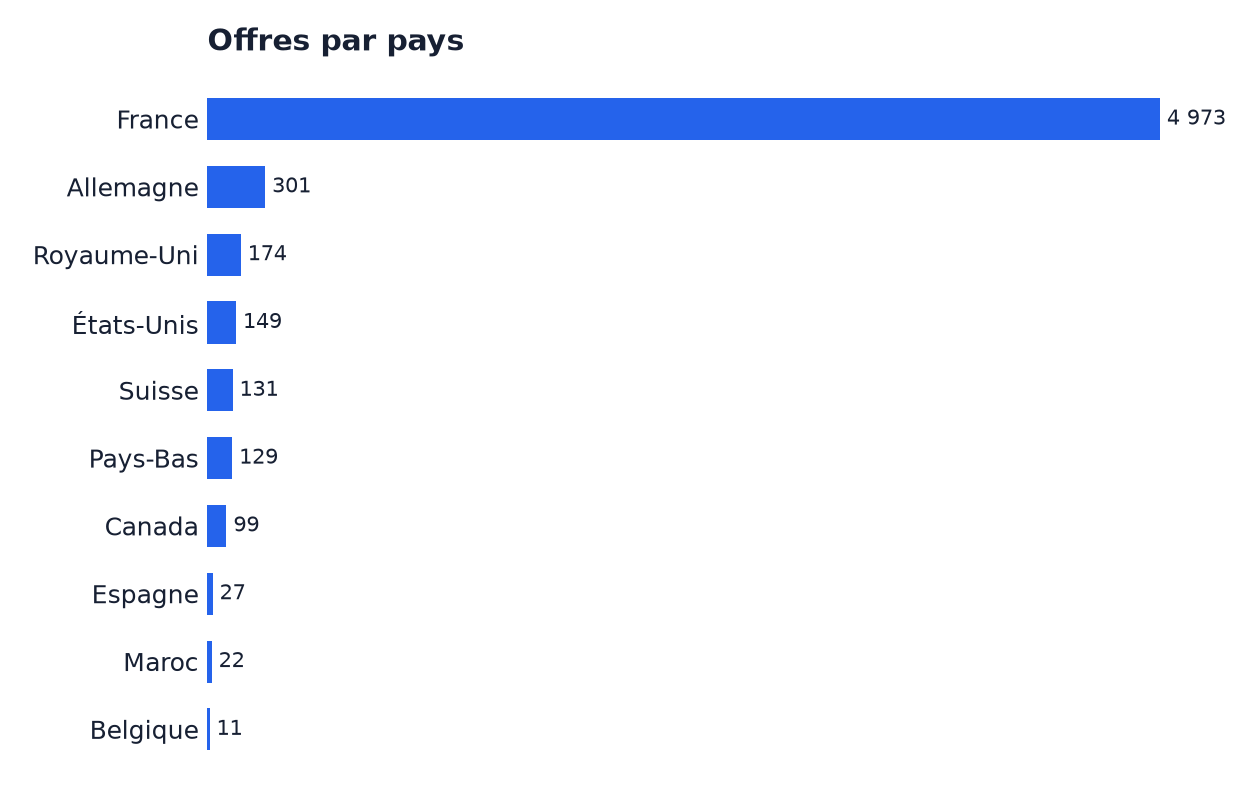 Offres par pays
France 4 973
Allemagne 301
Royaume-Uni 174
États-Unis 149
Suisse 131
Pays-Bas 129
Canada 99
Espagne 27
Maroc 22
Belgique 11